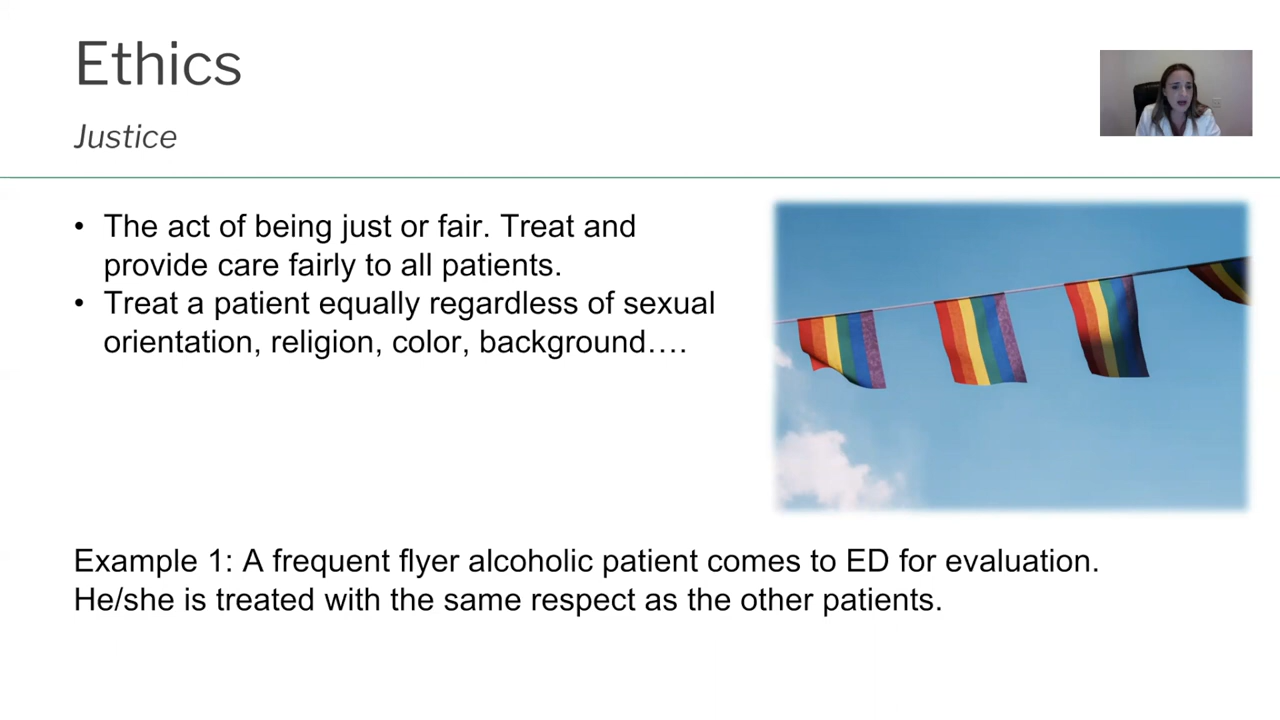 Ethics
Justice
• The act of being just or fair. Treat and
provide care fairly to all patients.
• Treat a patient equally regardless of sexual
orientation, religion, color, background….
Example 1: A frequent flyer alcoholic patient comes to ED for evaluation.
He/she is treated with the same respect as the other patients.